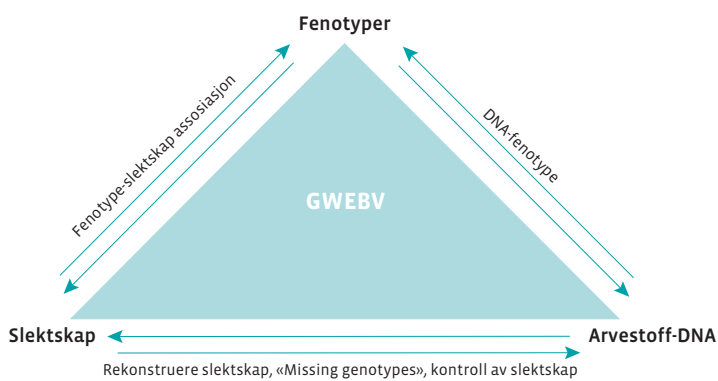 Fenotyper
Fenotype-slektskap assosiasjon
DNA-fenotype
GWEBV
Slektskap
Arvestoff-DNA
Rekonstruere slektskap, «Missing genotypes», kontroll av slektskap